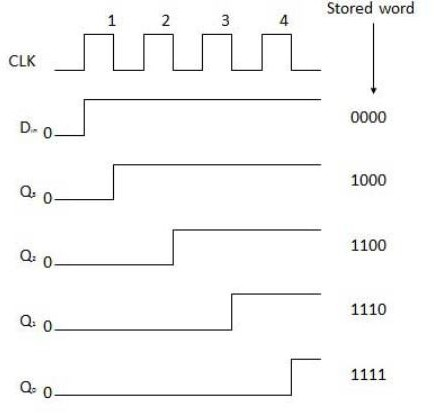 Stored word
1 2 3 4
CLK
Dᵢₙ 0 0000
Q₃ 0 1000
Q₂ 0 1100
Q₁ 0 1110
Q₀ 0 1111